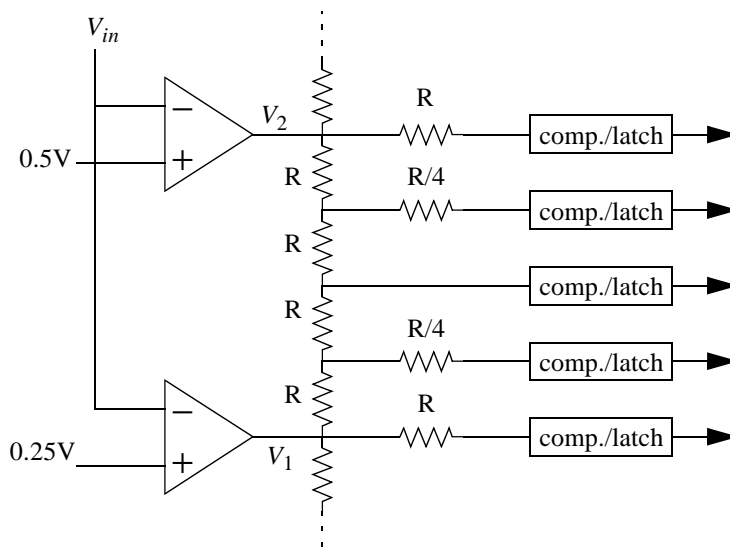 V_in
V_2
R
comp./latch
0.5V
−
+
R
R/4
comp./latch
R
comp./latch
R
R/4
comp./latch
R
R
comp./latch
−
+
0.25V
V_1